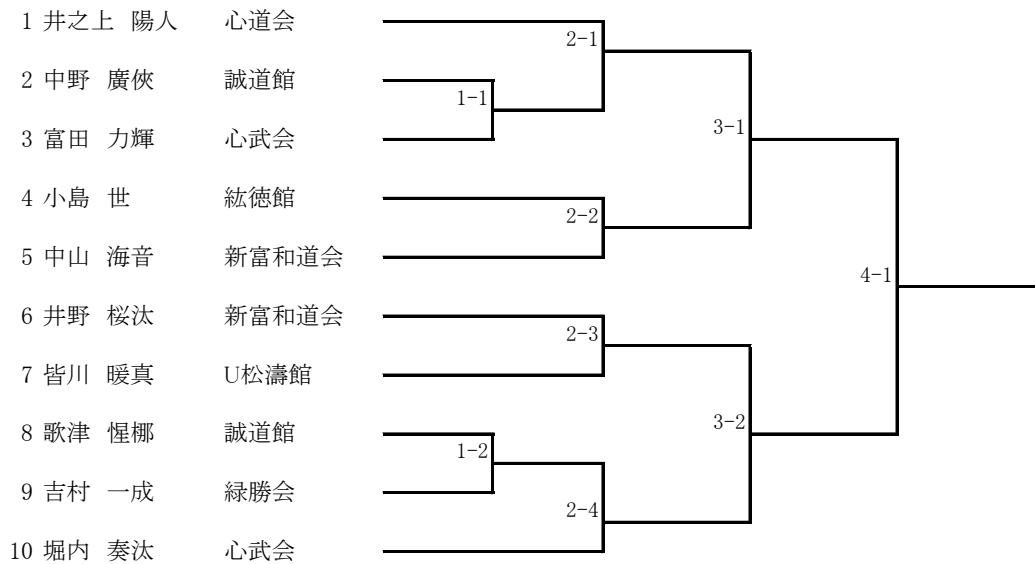 1 井之上 陽人 心道会
2-1
2 中野 廣俠 誠道館
1-1
3 富田 力輝 心武会
3-1
4 小島 世 紘徳館
2-2
5 中山 海音 新富和道会
4-1
6 井野 桜汰 新富和道会
2-3
7 皆川 暖真 U松濤館
3-2
8 歌津 惺梛 誠道館
1-2
9 吉村 一成 緑勝会
2-4
10 堀内 奏汰 心武会